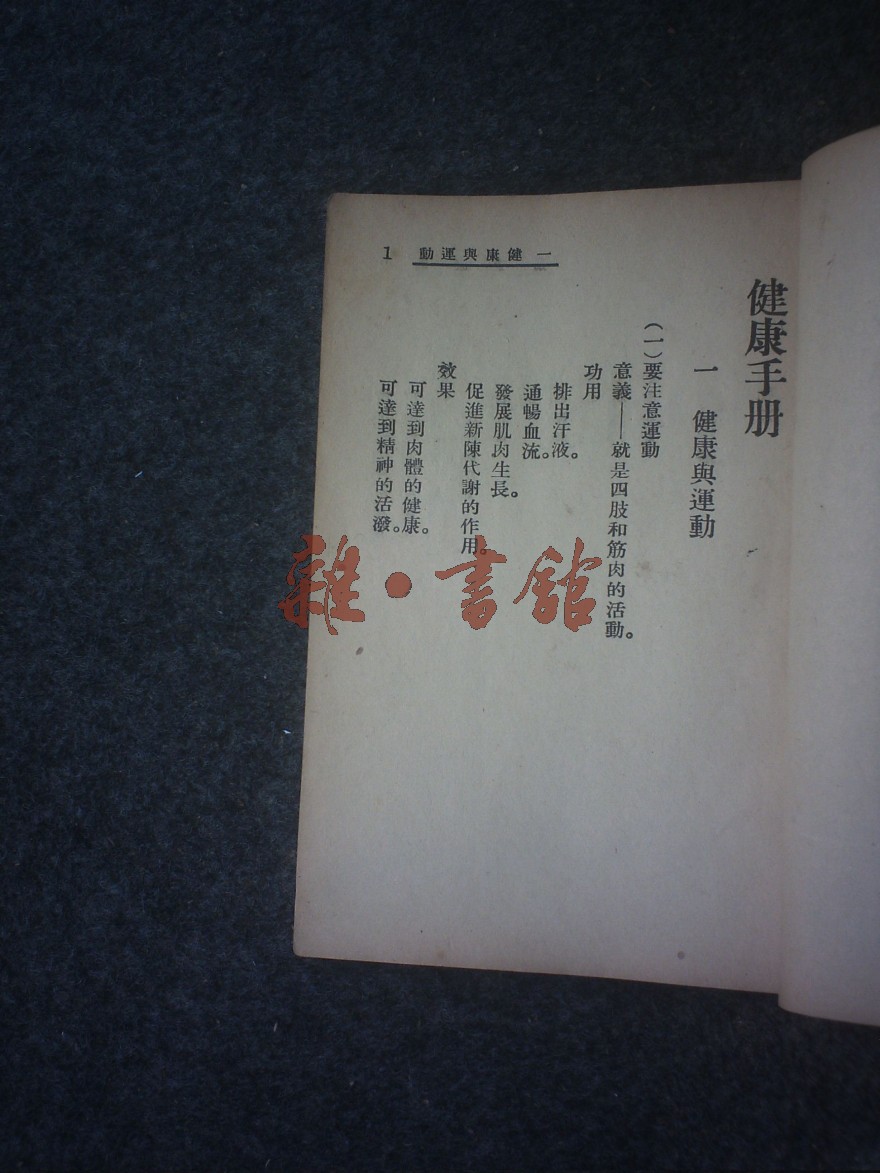 健康手册
一　健康與運動
(一)要注意運動
意義——就是四肢和筋肉的活動。
功用
排出汗液。
通暢血流。
發展肌肉生長。
促進新陳代謝的作用。
效果
可達到肉體的健康。
可達到精神的活潑。
一 健康與運動
1
雜·書館